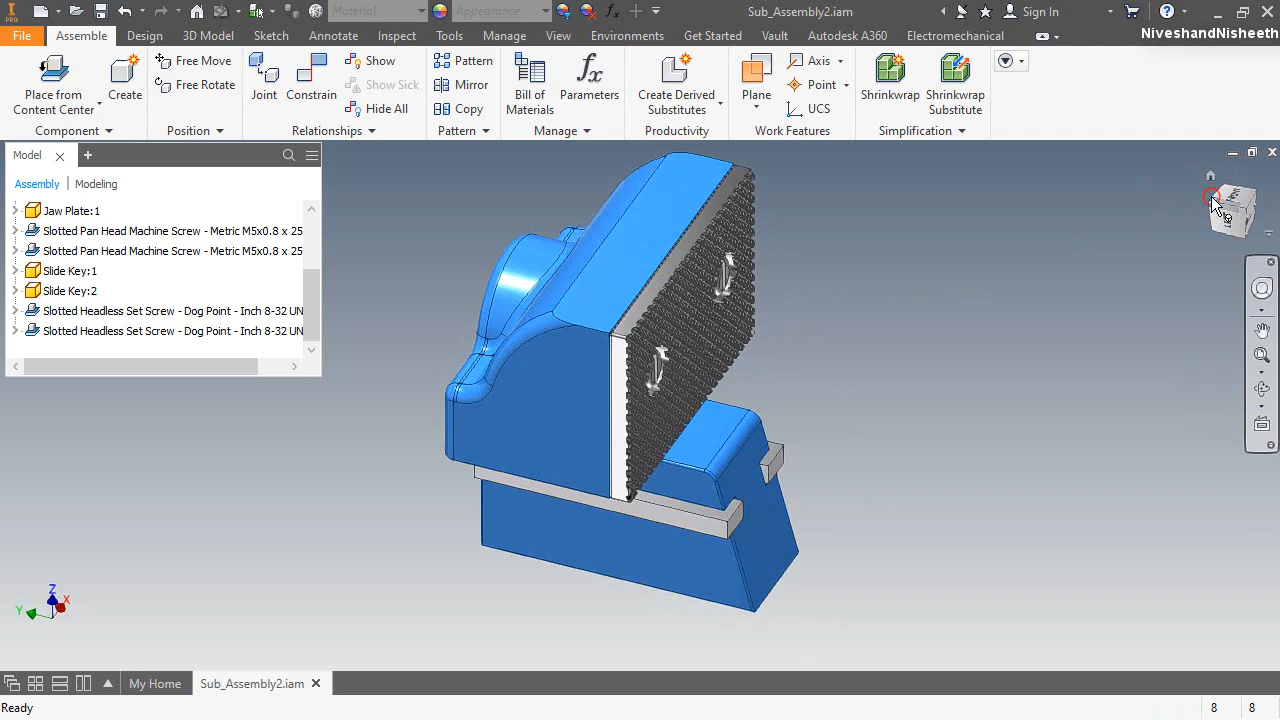 PRO
Material
Appearance
fx
Sub_Assembly2.iam
Sign In
NiveshandNisheeth
File Assemble Design 3D Model Sketch Annotate Inspect Tools Manage View Environments Get Started Vault Autodesk A360 Electromechanical
Place from Content Center
Create
Component
Free Move
Free Rotate
Position
Joint
Constrain
Show
Show Sick
Hide All
Relationships
Pattern
Mirror
Copy
Pattern
Bill of Materials
fx
Parameters
Manage
Create Derived Substitutes
Productivity
Plane
Axis
Point
UCS
Work Features
Shrinkwrap
Shrinkwrap Substitute
Simplification
Model
Assembly | Modeling
Jaw Plate:1
Slotted Pan Head Machine Screw - Metric M5x0.8 x 25
Slotted Pan Head Machine Screw - Metric M5x0.8 x 25
Slide Key:1
Slide Key:2
Slotted Headless Set Screw - Dog Point - Inch 8-32 UN
Slotted Headless Set Screw - Dog Point - Inch 8-32 UN
Z
X
Y
My Home
Sub_Assembly2.iam
Ready
8 8